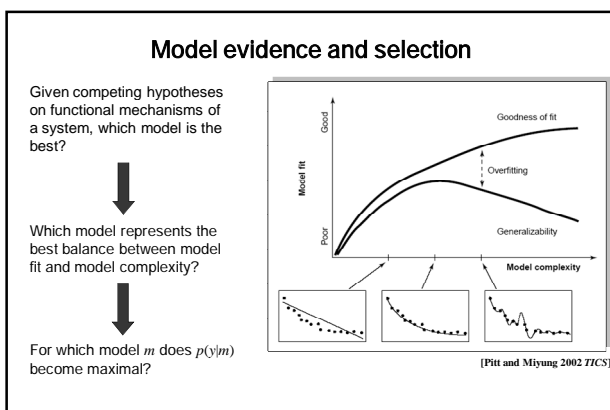 Model evidence and selection
Given competing hypotheses
on functional mechanisms of
a system, which model is the
best?
Which model represents the
best balance between model
fit and model complexity?
For which model m does p(y|m)
become maximal?
Good
Model fit
Poor
Goodness of fit
Overfitting
Generalizability
Model complexity
[Pitt and Miyung 2002 TICS]